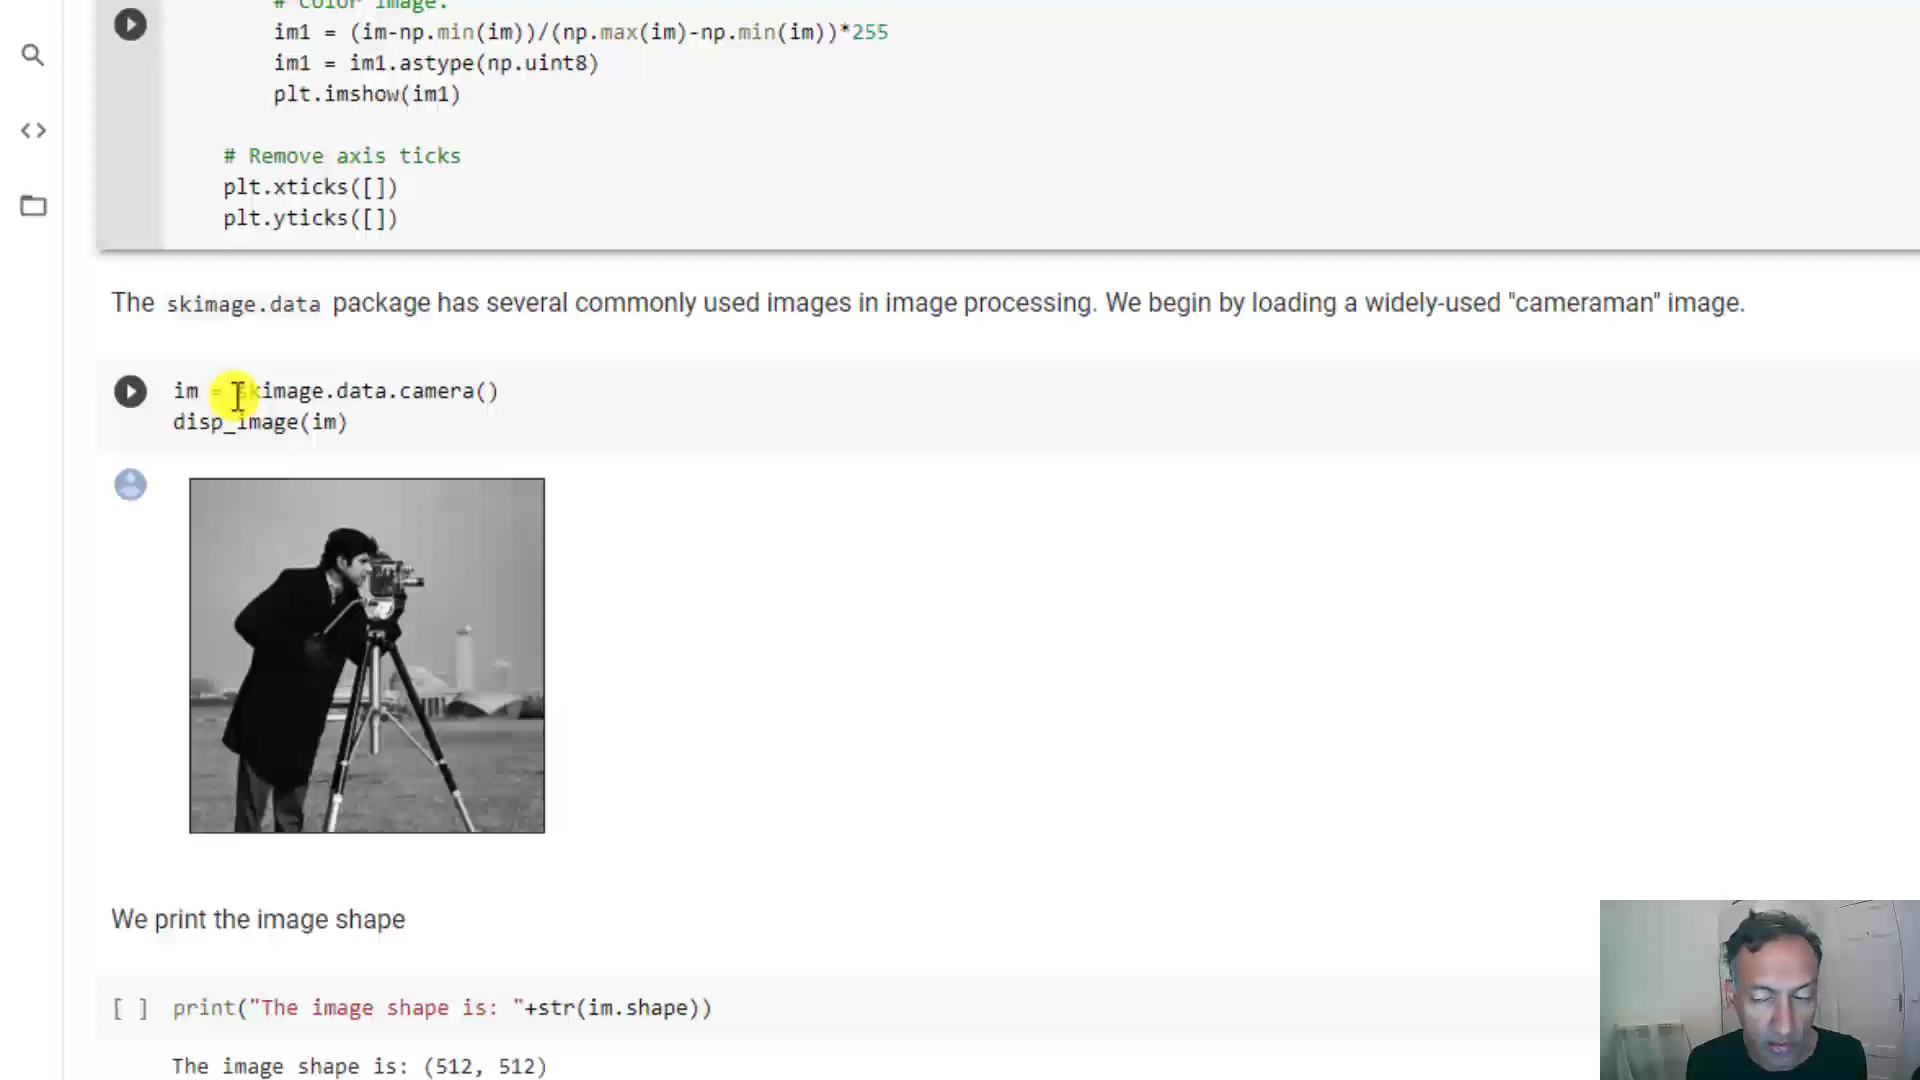 # Color image.
im1 = (im-np.min(im))/(np.max(im)-np.min(im))*255
im1 = im1.astype(np.uint8)
plt.imshow(im1)
# Remove axis ticks
plt.xticks([])
plt.yticks([])
The skimage.data package has several commonly used images in image processing. We begin by loading a widely-used "cameraman" image.
im = skimage.data.camera()
disp_image(im)
We print the image shape
[ ] print("The image shape is: "+str(im.shape))
The image shape is: (512, 512)